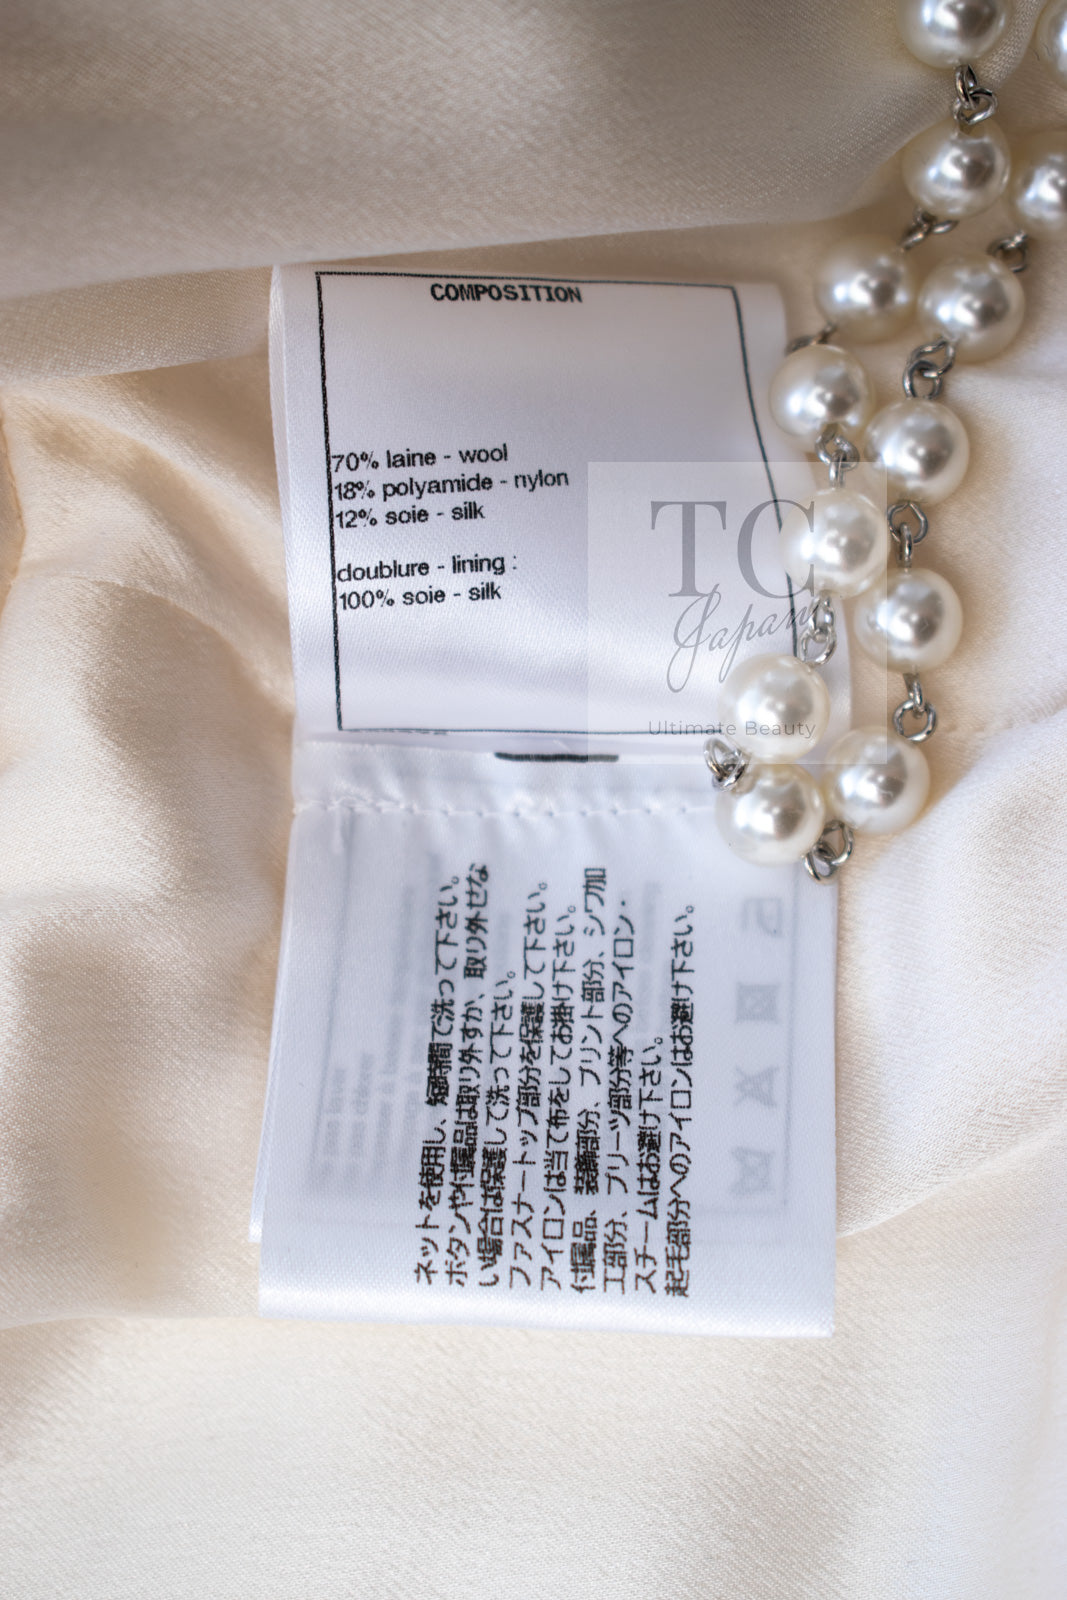 COMPOSITION
70% laine - wool
18% polyamide - nylon
12% soie - silk
doublure - lining :
100% soie - silk
TC
Japan
Ultimate Beauty
ネットを使用し、短時間で洗って下さい。
ボタンや付属品は取り外すか、取り外せな
い場合は保護して洗って下さい。
ファスナートップ部分を保護して下さい。
アイロンは当て布をしてお掛け下さい。
付属品、装飾部分、プリント部分、シワ加
工部分、プリーツ部分等へのアイロン・
スチームはお避け下さい。
起毛部分へのアイロンはお避け下さい。